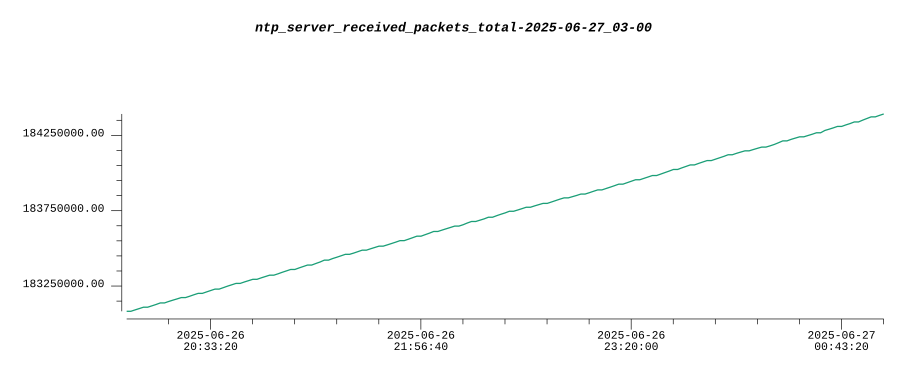 ntp_server_received_packets_total-2025-06-27_03-00
184250000.00
183750000.00
183250000.00
2025-06-26 2025-06-26 2025-06-26 2025-06-27
20:33:20 21:56:40 23:20:00 00:43:20